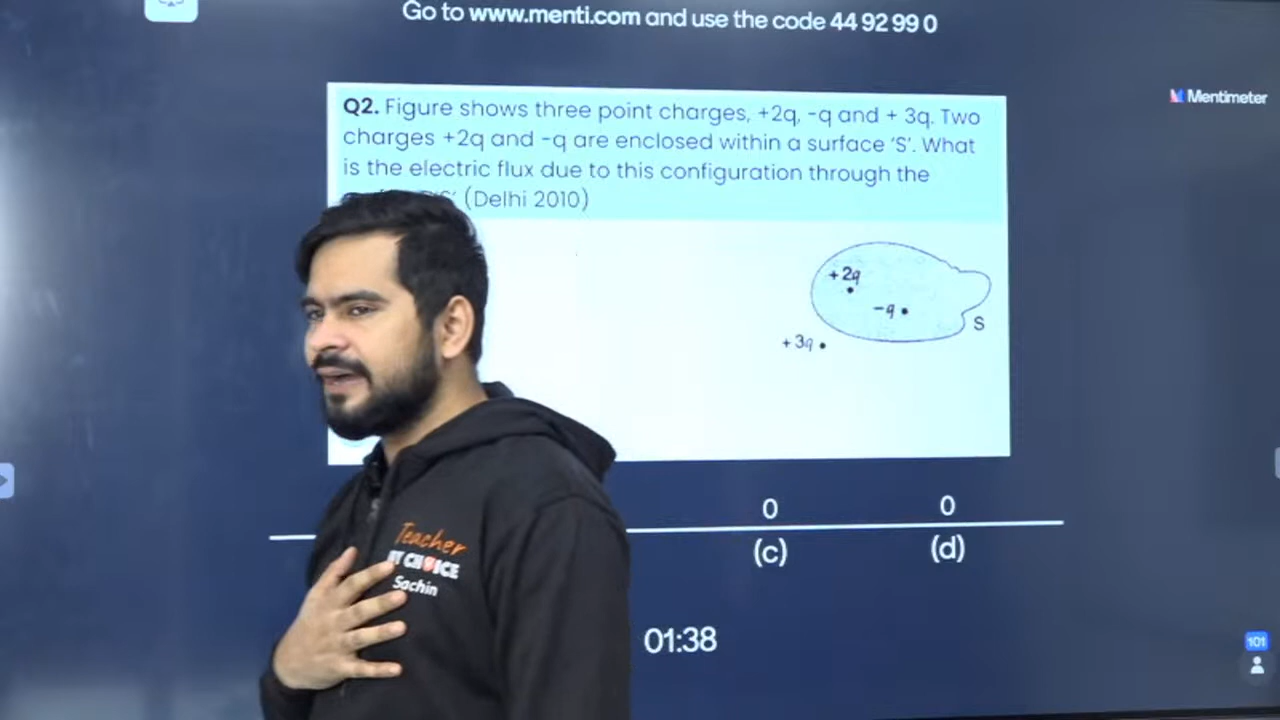 Go to www.menti.com and use the code 44 92 99 0
Mentimeter
Q2. Figure shows three point charges, +2q, -q and + 3q. Two
charges +2q and -q are enclosed within a surface ‘S’. What
is the electric flux due to this configuration through the
(Delhi 2010)
+2q
-q
S
+3q
0
0
(c)
(d)
Teacher
BY CHOICE
Sachin
01:38
101